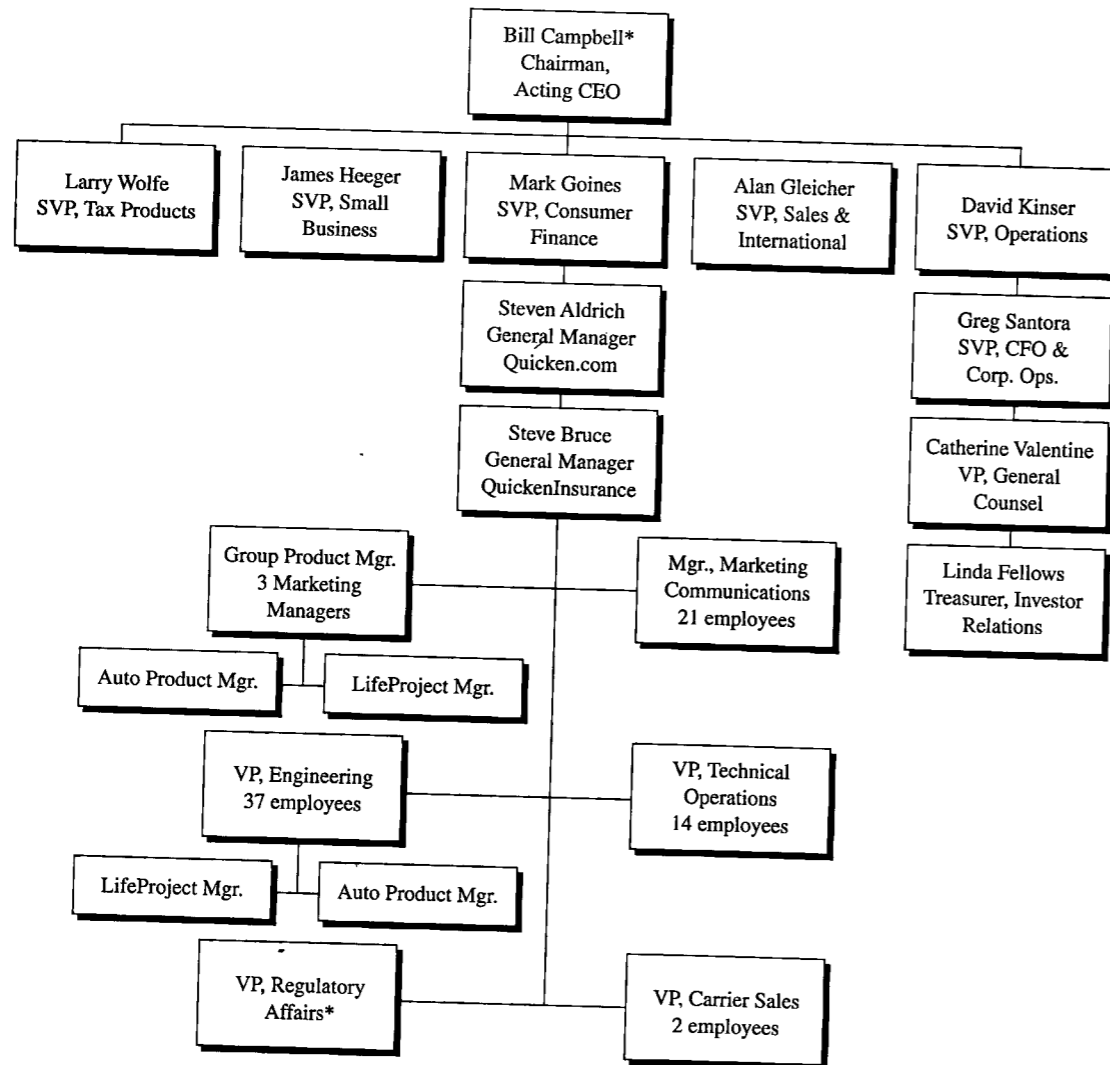 Bill Campbell*
Chairman,
Acting CEO
Larry Wolfe
SVP, Tax Products
James Heeger
SVP, Small
Business
Mark Goines
SVP, Consumer
Finance
Alan Gleicher
SVP, Sales &
International
David Kinser
SVP, Operations
Steven Aldrich
General Manager
Quicken.com
Greg Santora
SVP, CFO &
Corp. Ops.
Steve Bruce
General Manager
QuickenInsurance
Catherine Valentine
VP, General
Counsel
Group Product Mgr.
3 Marketing
Managers
Mgr., Marketing
Communications
21 employees
Linda Fellows
Treasurer, Investor
Relations
Auto Product Mgr.
LifeProject Mgr.
VP, Engineering
37 employees
VP, Technical
Operations
14 employees
LifeProject Mgr.
Auto Product Mgr.
VP, Regulatory
Affairs*
VP, Carrier Sales
2 employees